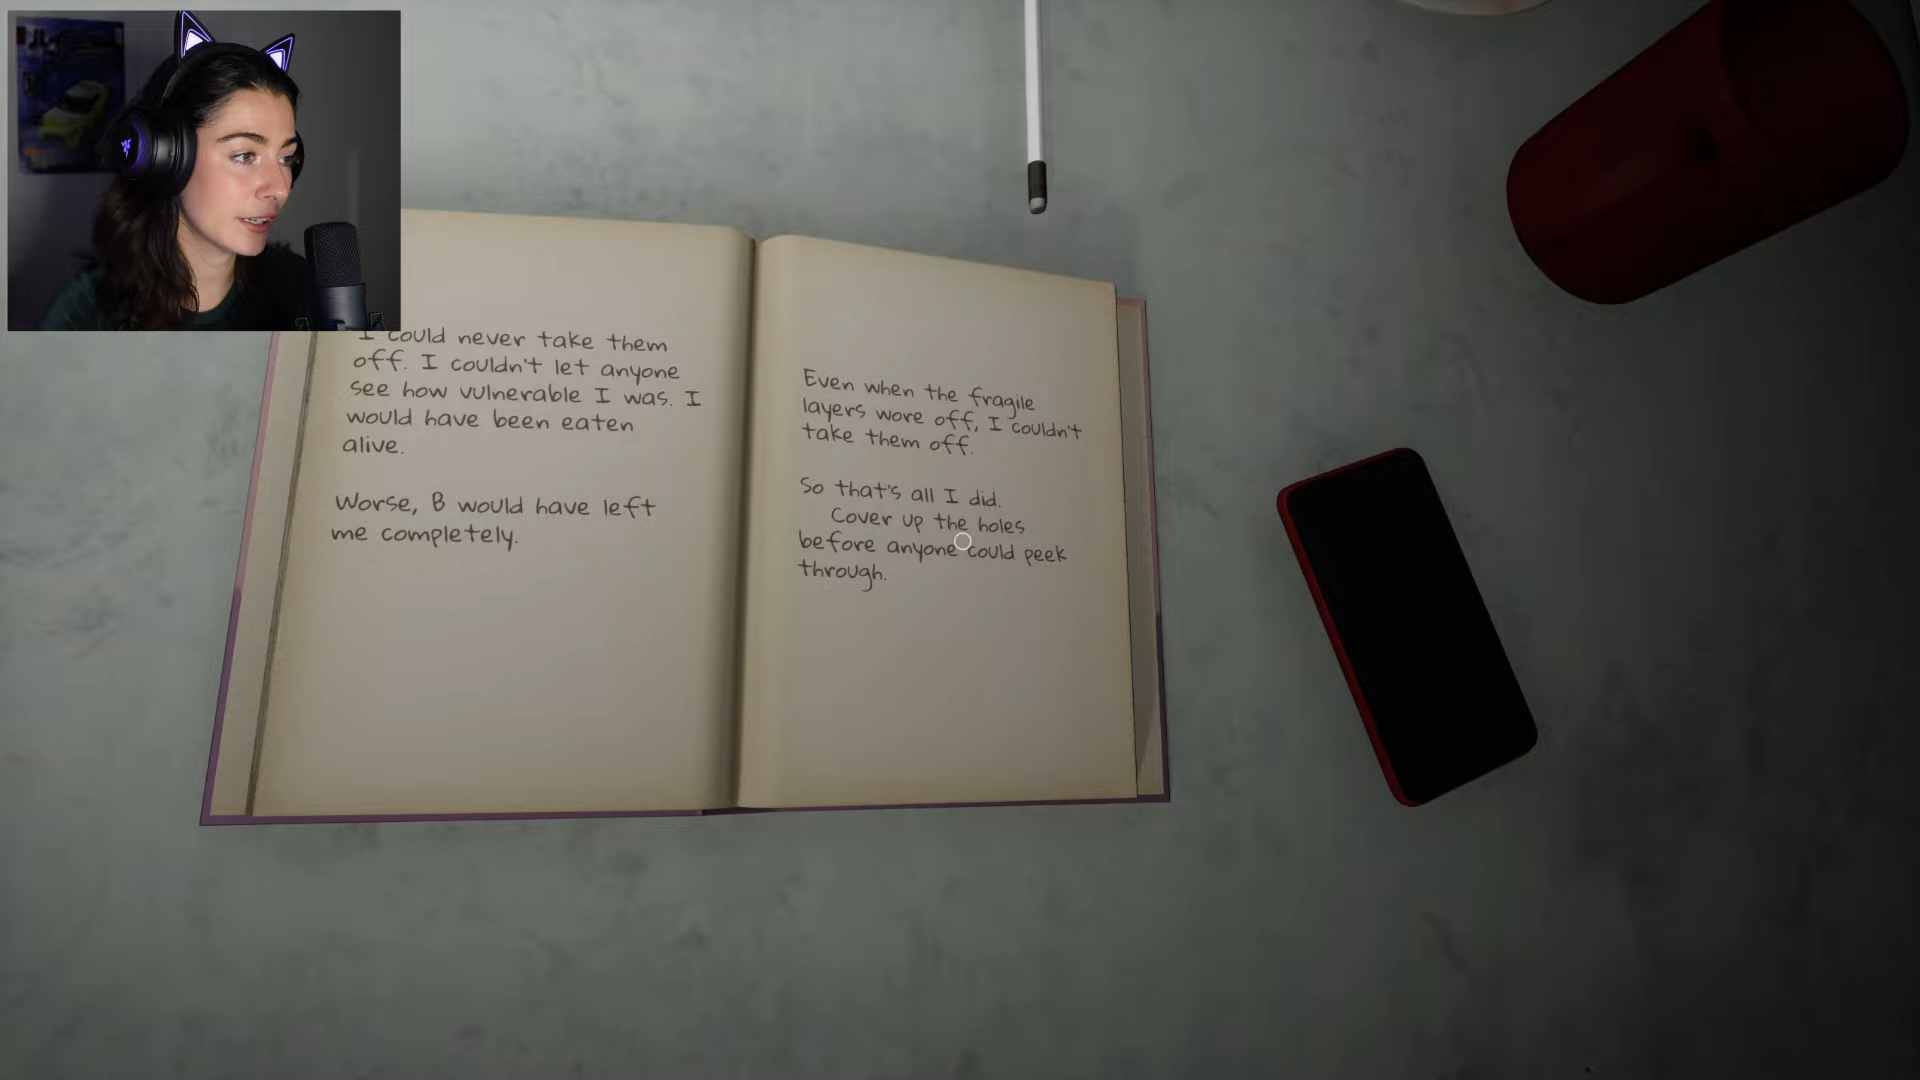 I could never take them
off. I couldn't let anyone
see how vulnerable I was. I
would have been eaten
alive.
Worse, B would have left
me completely.
Even when the fragile
layers wore off, I couldn't
take them off.
So that's all I did.
Cover up the holes
before anyone could peek
through.